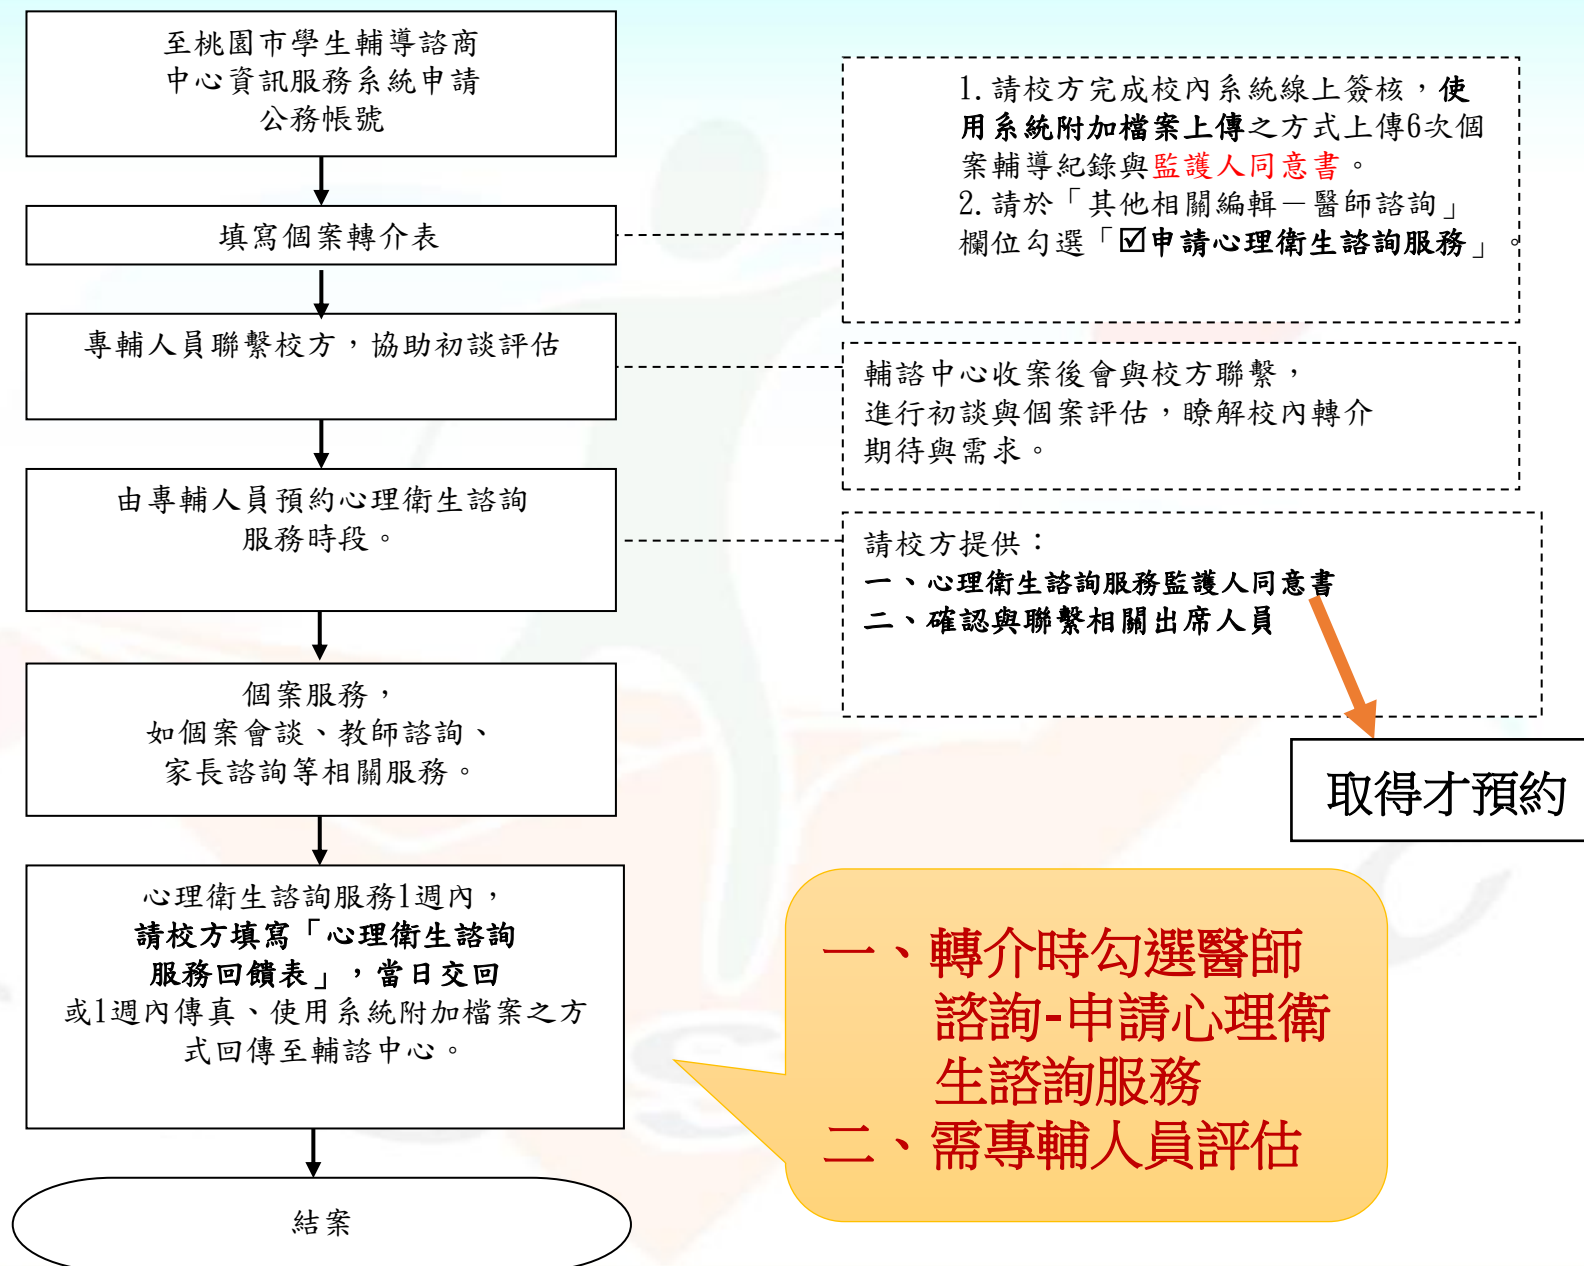 至桃園市學生輔導諮商
中心資訊服務系統申請
公務帳號
填寫個案轉介表
1.請校方完成校內系統線上簽核，使
用系統附加檔案上傳之方式上傳6次個
案輔導紀錄與監護人同意書。
2.請於「其他相關編輯－醫師諮詢」
欄位勾選「☑申請心理衛生諮詢服務」。
專輔人員聯繫校方，協助初談評估
輔諮中心收案後會與校方聯繫，
進行初談與個案評估，瞭解校內轉介
期待與需求。
由專輔人員預約心理衛生諮詢
服務時段。
請校方提供：
一、心理衛生諮詢服務監護人同意書
二、確認與聯繫相關出席人員
取得才預約
個案服務，
如個案會談、教師諮詢、
家長諮詢等相關服務。
心理衛生諮詢服務1週內，
請校方填寫「心理衛生諮詢
服務回饋表」，當日交回
或1週內傳真、使用系統附加檔案之方
式回傳至輔諮中心。
一、轉介時勾選醫師
諮詢-申請心理衛
生諮詢服務
二、需專輔人員評估
結案